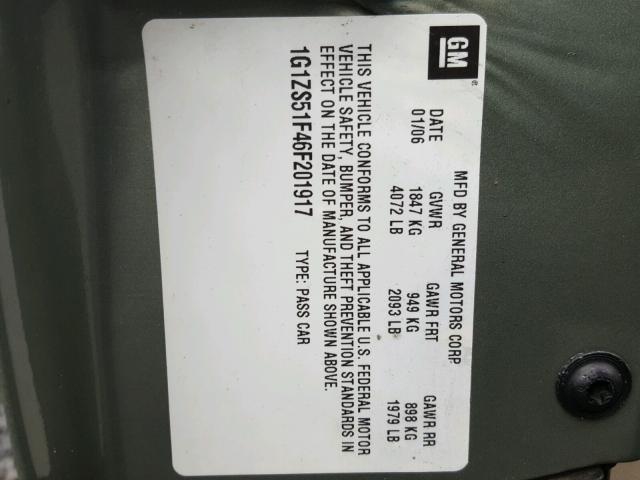 GM
MFD BY GENERAL MOTORS CORP
DATE GVWR GAWR FRT GAWR RR
01/06 1847 KG 949 KG 898 KG
4072 LB 2093 LB 1979 LB
THIS VEHICLE CONFORMS TO ALL APPLICABLE U.S. FEDERAL MOTOR
VEHICLE SAFETY, BUMPER, AND THEFT PREVENTION STANDARDS IN
EFFECT ON THE DATE OF MANUFACTURE SHOWN ABOVE.
1G1ZS51F46F201917 TYPE: PASS CAR